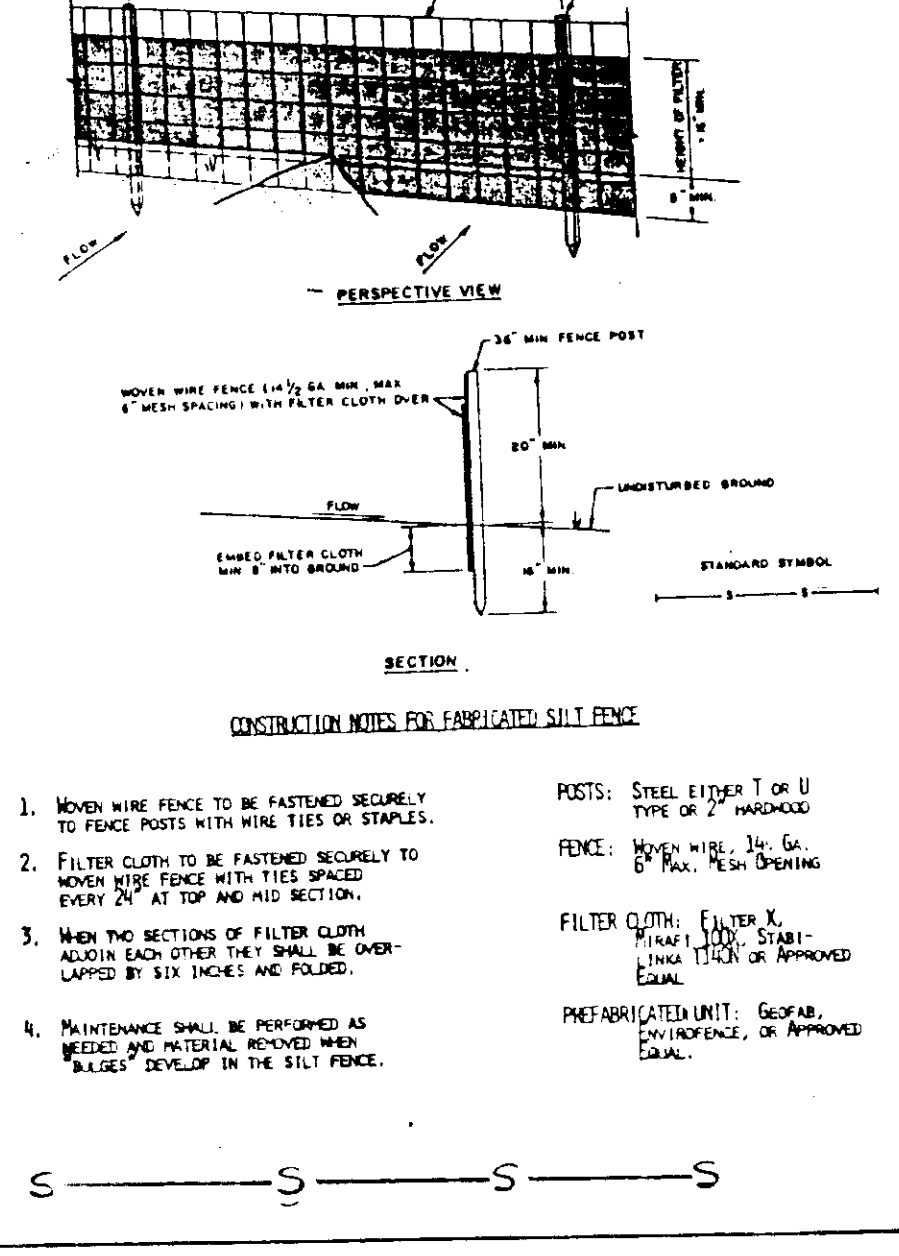 HEIGHT OF FILTER
16" MIN.
8" MIN.
FLOW
FLOW
PERSPECTIVE VIEW
36" MIN FENCE POST
WOVEN WIRE FENCE (14 1/2 GA MIN, MAX
6" MESH SPACING) WITH FILTER CLOTH OVER
20" MIN
UNDISTURBED GROUND
FLOW
EMBED FILTER CLOTH
MIN 8" INTO GROUND
16" MIN.
STANDARD SYMBOL
S S
SECTION
CONSTRUCTION NOTES FOR FABRICATED SILT FENCE
1. WOVEN WIRE FENCE TO BE FASTENED SECURELY
TO FENCE POSTS WITH WIRE TIES OR STAPLES.
2. FILTER CLOTH TO BE FASTENED SECURELY TO
WOVEN WIRE FENCE WITH TIES SPACED
EVERY 24" AT TOP AND MID SECTION.
3. WHEN TWO SECTIONS OF FILTER CLOTH
ADJOIN EACH OTHER THEY SHALL BE OVER-
LAPPED BY SIX INCHES AND FOLDED.
4. MAINTENANCE SHALL BE PERFORMED AS
NEEDED AND MATERIAL REMOVED WHEN
"BULGES" DEVELOP IN THE SILT FENCE.
POSTS: STEEL EITHER T OR U
TYPE OR 2" HARDWOOD
FENCE: WOVEN WIRE, 14. GA.
6" MAX. MESH OPENING
FILTER CLOTH: FILTER X,
MIRAFI 100X, STABI-
LINKA T140N OR APPROVED
EQUAL
PREFABRICATED UNIT: GEOFAB,
ENVIROFENCE, OR APPROVED
EQUAL.
S S S S